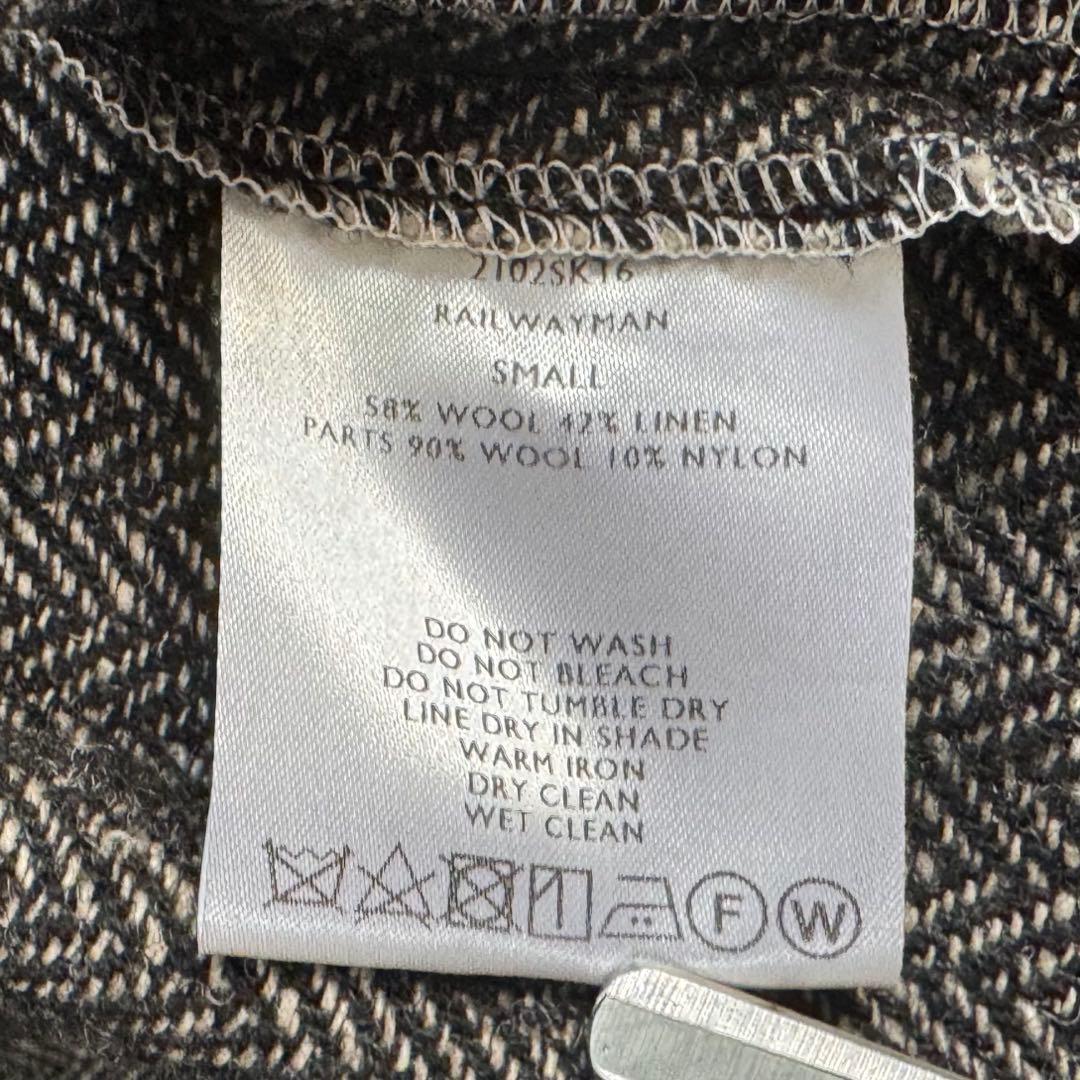 2102SK16
RAILWAYMAN
SMALL
58% WOOL 42% LINEN
PARTS 90% WOOL 10% NYLON
DO NOT WASH
DO NOT BLEACH
DO NOT TUMBLE DRY
LINE DRY IN SHADE
WARM IRON
DRY CLEAN
WET CLEAN
F W